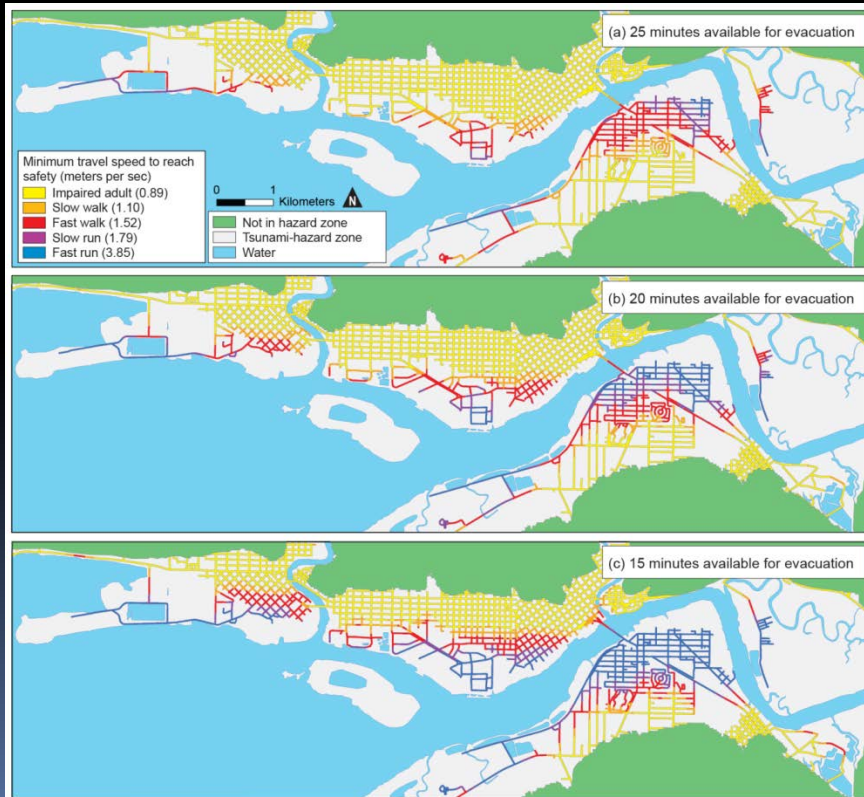 (a) 25 minutes available for evacuation
Minimum travel speed to reach
safety (meters per sec)
Impaired adult (0.89)
Slow walk (1.10)
Fast walk (1.52)
Slow run (1.79)
Fast run (3.85)
0 1
Kilometers
N
Not in hazard zone
Tsunami-hazard zone
Water
(b) 20 minutes available for evacuation
(c) 15 minutes available for evacuation